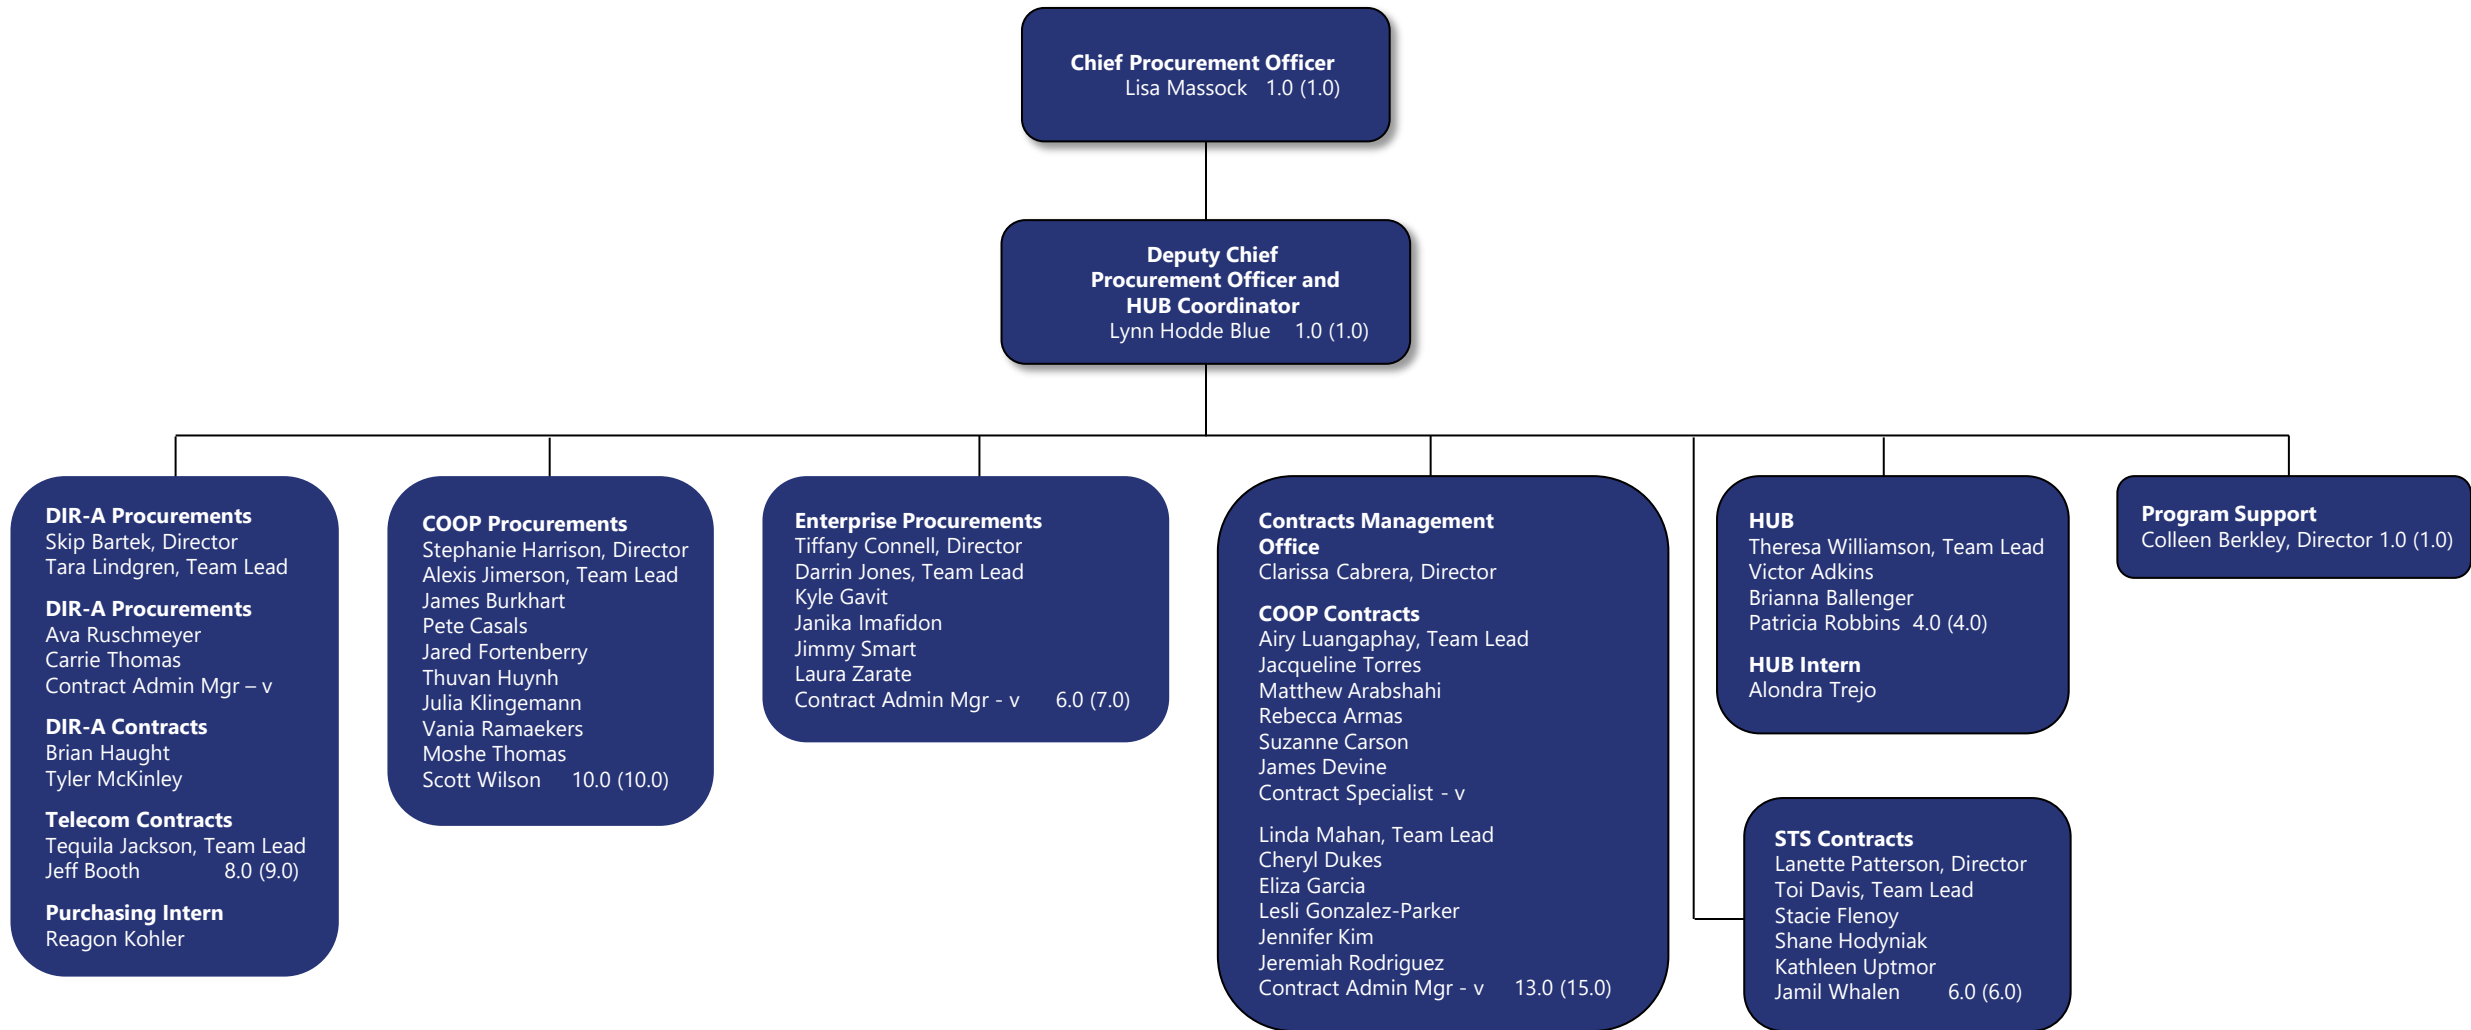 Chief Procurement Officer
Lisa Massock 1.0 (1.0)
Deputy Chief
Procurement Officer and
HUB Coordinator
Lynn Hodde Blue 1.0 (1.0)
DIR-A Procurements
Skip Bartek, Director
Tara Lindgren, Team Lead
DIR-A Procurements
Ava Ruschmeyer
Carrie Thomas
Contract Admin Mgr – v
DIR-A Contracts
Brian Haught
Tyler McKinley
Telecom Contracts
Tequila Jackson, Team Lead
Jeff Booth 8.0 (9.0)
Purchasing Intern
Reagon Kohler
COOP Procurements
Stephanie Harrison, Director
Alexis Jimerson, Team Lead
James Burkhart
Pete Casals
Jared Fortenberry
Thuvan Huynh
Julia Klingemann
Vania Ramaekers
Moshe Thomas
Scott Wilson 10.0 (10.0)
Enterprise Procurements
Tiffany Connell, Director
Darrin Jones, Team Lead
Kyle Gavit
Janika Imafidon
Jimmy Smart
Laura Zarate
Contract Admin Mgr - v 6.0 (7.0)
Contracts Management
Office
Clarissa Cabrera, Director
COOP Contracts
Airy Luangaphay, Team Lead
Jacqueline Torres
Matthew Arabshahi
Rebecca Armas
Suzanne Carson
James Devine
Contract Specialist - v
Linda Mahan, Team Lead
Cheryl Dukes
Eliza Garcia
Lesli Gonzalez-Parker
Jennifer Kim
Jeremiah Rodriguez
Contract Admin Mgr - v 13.0 (15.0)
HUB
Theresa Williamson, Team Lead
Victor Adkins
Brianna Ballenger
Patricia Robbins 4.0 (4.0)
HUB Intern
Alondra Trejo
STS Contracts
Lanette Patterson, Director
Toi Davis, Team Lead
Stacie Flenoy
Shane Hodyniak
Kathleen Uptmor
Jamil Whalen 6.0 (6.0)
Program Support
Colleen Berkley, Director 1.0 (1.0)